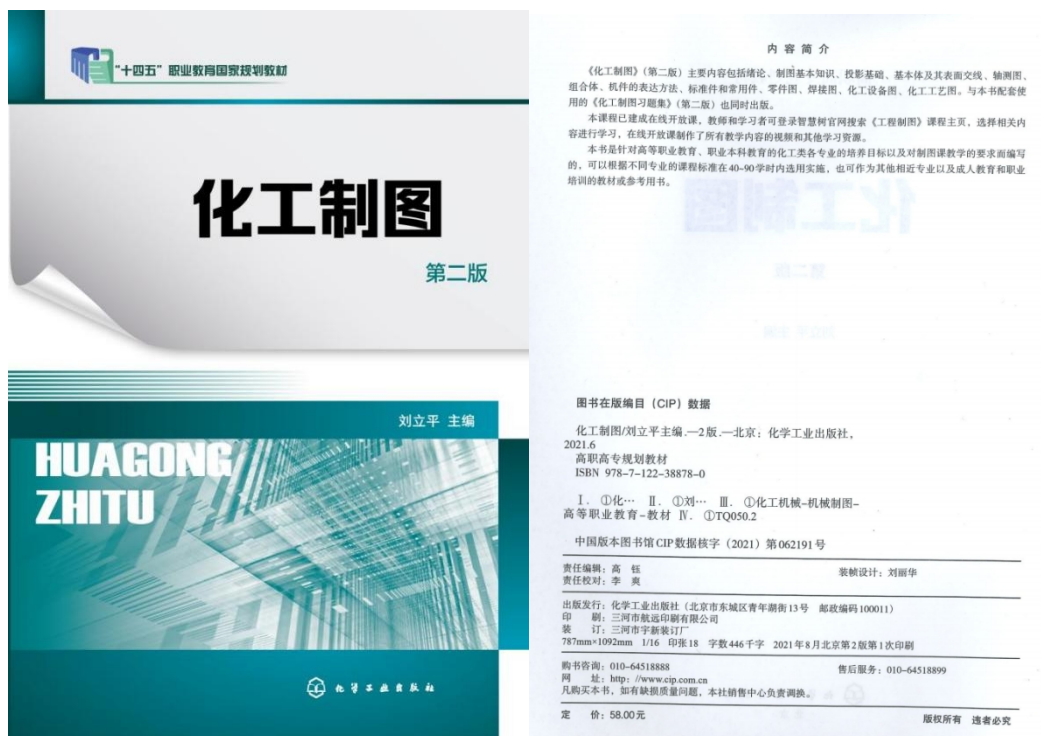 “十四五”职业教育国家规划教材
化工制图
第二版
刘立平 主编
HUAGONG
ZHITU
化学工业出版社
内 容 简 介
《化工制图》(第二版)主要内容包括绪论、制图基本知识、投影基础、基本体及其表面交线、轴测图、
组合体、机件的表达方法、标准件和常用件、零件图、焊接图、化工设备图、化工工艺图。与本书配套使
用的《化工制图习题集》(第二版)也同时出版。
本课程已建成在线开放课,教师和学习者可登录智慧树官网搜索《工程制图》课程主页,选择相关内
容进行学习,在线开放课制作了所有教学内容的视频和其他学习资源。
本书是针对高等职业教育、职业本科教育的化工类各专业的培养目标以及对制图课教学的要求而编写
的,可以根据不同专业的课程标准在40–90学时内选用实施,也可作为其他相近专业以及成人教育和职业
培训的教材或参考用书。
图书在版编目(CIP)数据
化工制图/刘立平主编.—2版.—北京:化学工业出版社,
2021.6
高职高专规划教材
ISBN 978-7-122-38878-0
Ⅰ. ①化… Ⅱ. ①刘… Ⅲ. ①化工机械-机械制图-
高等职业教育-教材 Ⅳ. ①TQ050.2
中国版本图书馆CIP数据核字(2021)第062191号
责任编辑:高 钰 装帧设计:刘丽华
责任校对:李 爽
出版发行:化学工业出版社(北京市东城区青年湖南街13号 邮政编码100011)
印 刷:三河市航远印刷有限公司
装 订:三河市宇新装订厂
787mm×1092mm 1/16 印张18 字数446千字 2021年8月北京第2版第1次印刷
购书咨询:010-64518888 售后服务:010-64518899
网 址:http://www.cip.com.cn
凡购买本书,如有缺损质量问题,本社销售中心负责调换。
定 价:58.00元 版权所有 违者必究